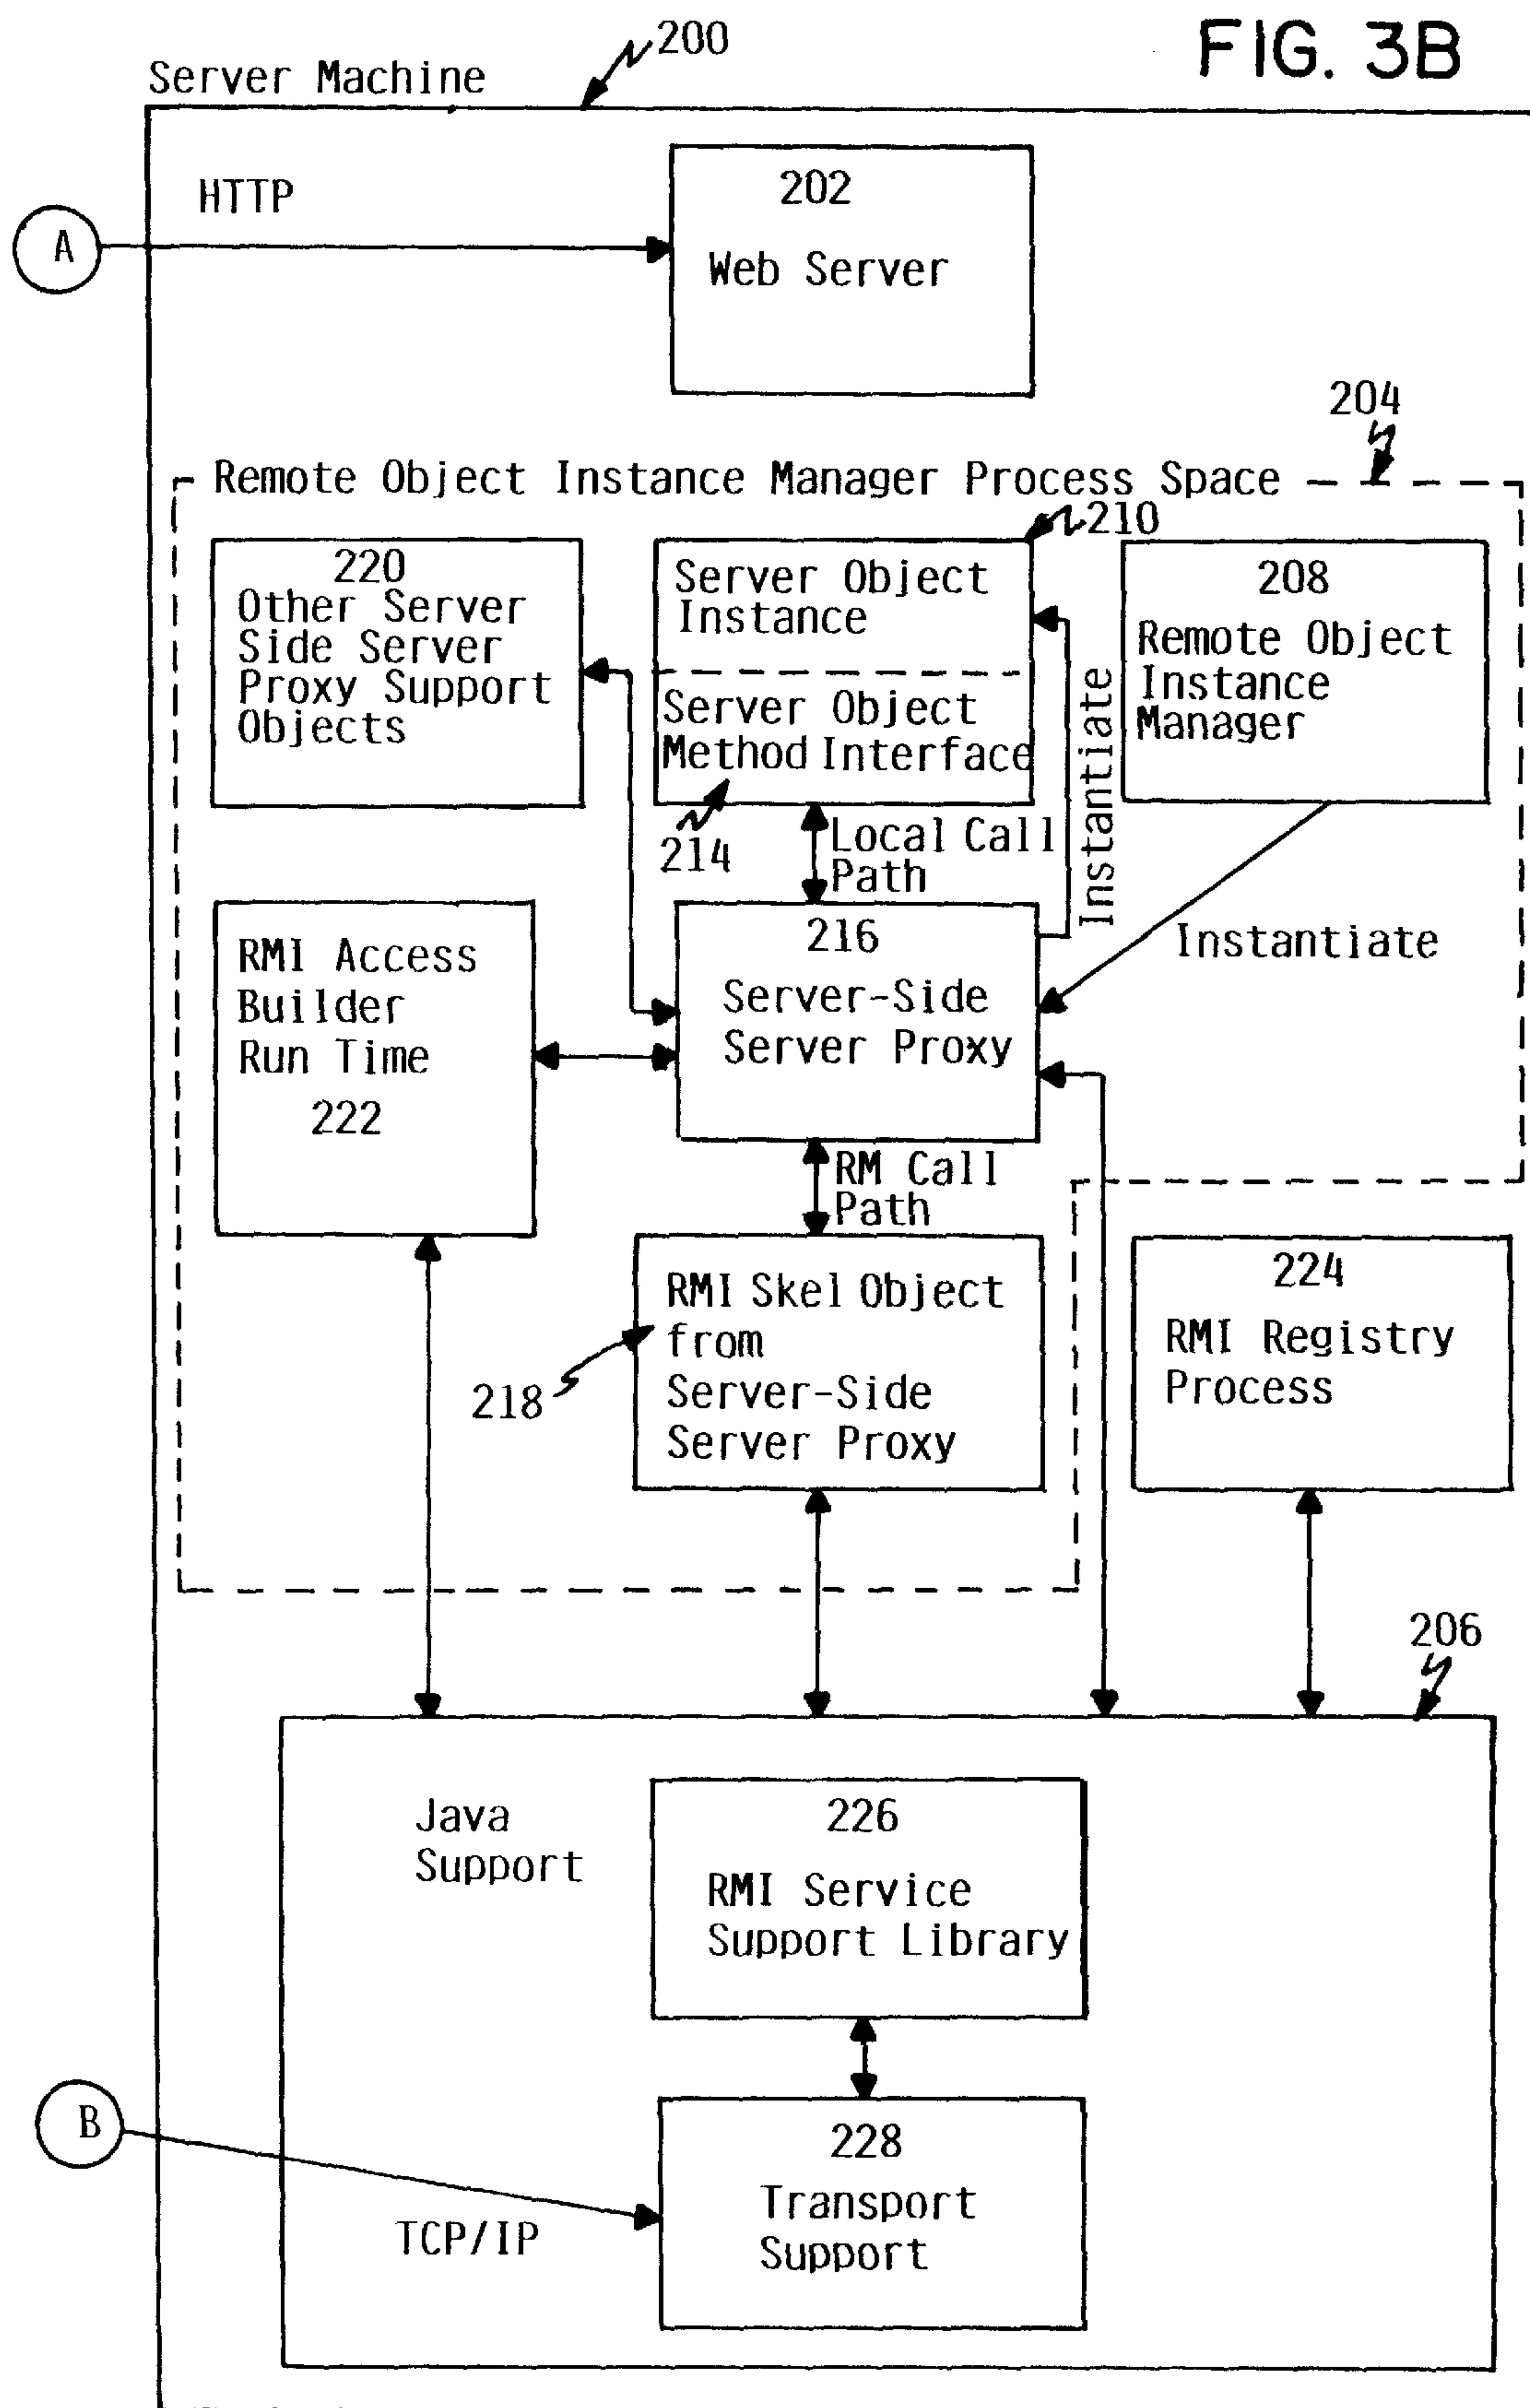 FIG. 3B
200
Server Machine
HTTP
A
202
Web Server
204
Remote Object Instance Manager Process Space
210
220
Other Server
Side Server
Proxy Support
Objects
Server Object
Instance
Server Object
Method Interface
214
208
Remote Object
Instance
Manager
Instantiate
Local Call
Path
Instantiate
RMI Access
Builder
Run Time
222
216
Server-Side
Server Proxy
RM Call
Path
RMI Skel Object
from
Server-Side
Server Proxy
218
224
RMI Registry
Process
206
Java
Support
226
RMI Service
Support Library
B
TCP/IP
228
Transport
Support